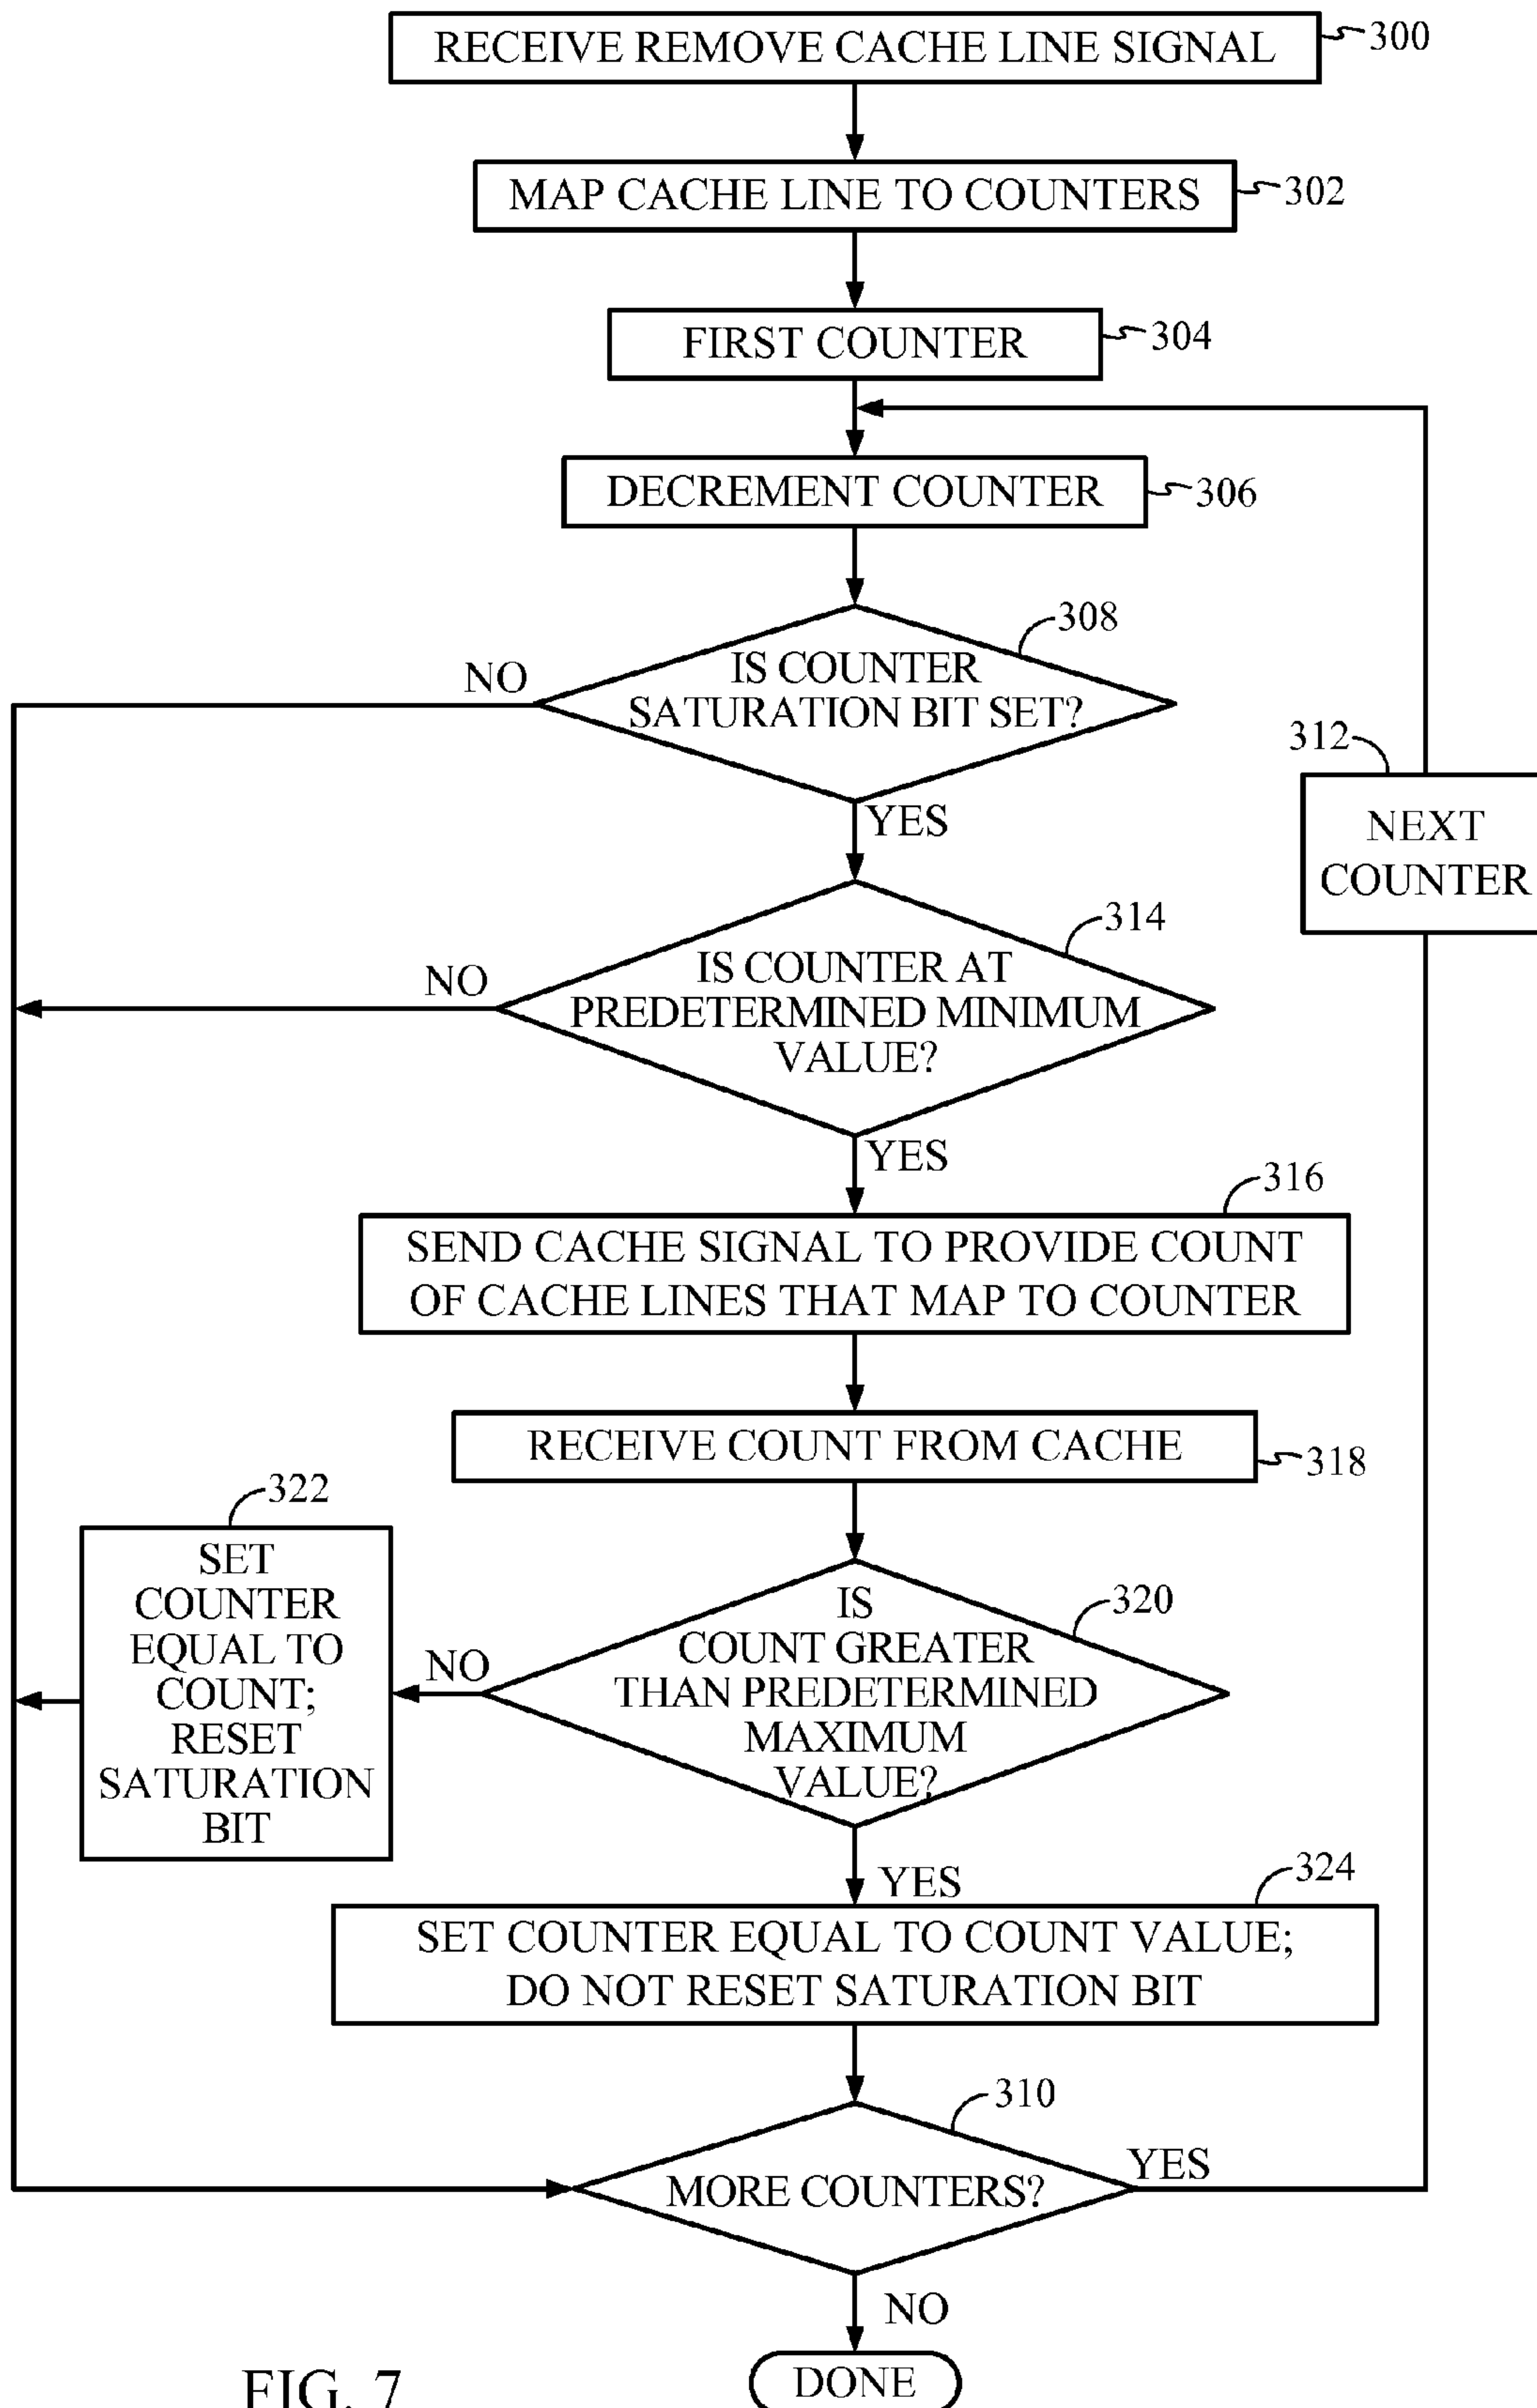 RECEIVE REMOVE CACHE LINE SIGNAL
300
MAP CACHE LINE TO COUNTERS
302
FIRST COUNTER
304
DECREMENT COUNTER
306
308
IS COUNTER
SATURATION BIT SET?
NO
YES
312
NEXT
COUNTER
314
IS COUNTER AT
PREDETERMINED MINIMUM
VALUE?
NO
YES
316
SEND CACHE SIGNAL TO PROVIDE COUNT
OF CACHE LINES THAT MAP TO COUNTER
RECEIVE COUNT FROM CACHE
318
322
SET
COUNTER
EQUAL TO
COUNT;
RESET
SATURATION
BIT
320
IS
COUNT GREATER
THAN PREDETERMINED
MAXIMUM
VALUE?
NO
YES
324
SET COUNTER EQUAL TO COUNT VALUE;
DO NOT RESET SATURATION BIT
310
MORE COUNTERS?
YES
NO
DONE
FIG. 7